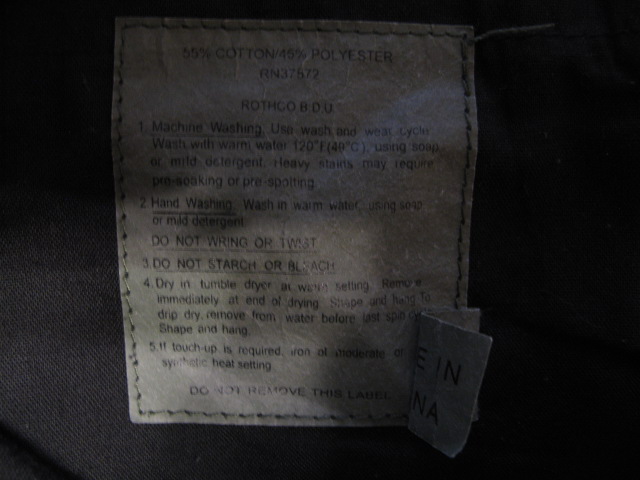 55% COTTON/45% POLYESTER
RN37572
ROTHCO B.D.U.
1. Machine Washing. Use wash and wear cycle.
Wash with warm water 120°f (49°C), using soap
or mild detergent. Heavy stains may require
pre-soaking or pre-spotting.
2. Hand Washing. Wash in warm water, using soap
or mild detergent.
DO NOT WRING OR TWIST
3. DO NOT STARCH OR BLEACH
4. Dry in tumble dryer at warm setting. Remove
immediately at end of drying. Shape and hang To
drip dry, remove from water before last spin
Shape and hang.
5. If touch-up is required, iron of moderate or
synthetic heat setting.
DO NOT REMOVE THIS LABEL
E IN
NA